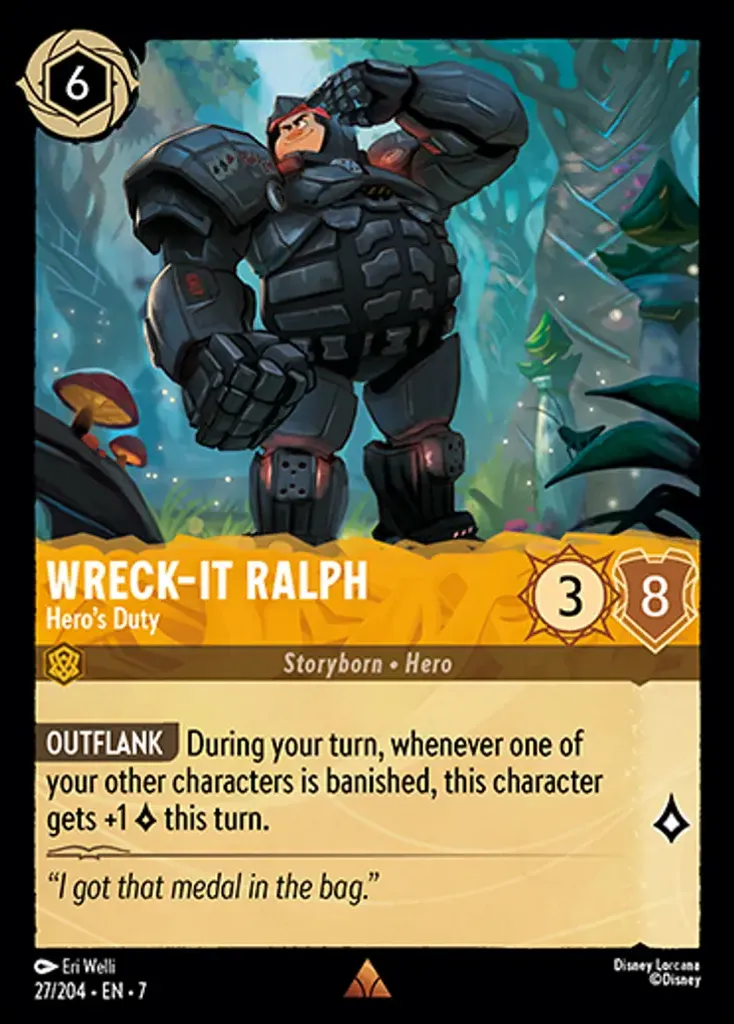 6
WRECK-IT RALPH
Hero's Duty
3
8
Storyborn • Hero
OUTFLANK During your turn, whenever one of
your other characters is banished, this character
gets +1 this turn.
“I got that medal in the bag.”
Eri Welli
Disney Lorcana
27/204 • EN • 7
©Disney